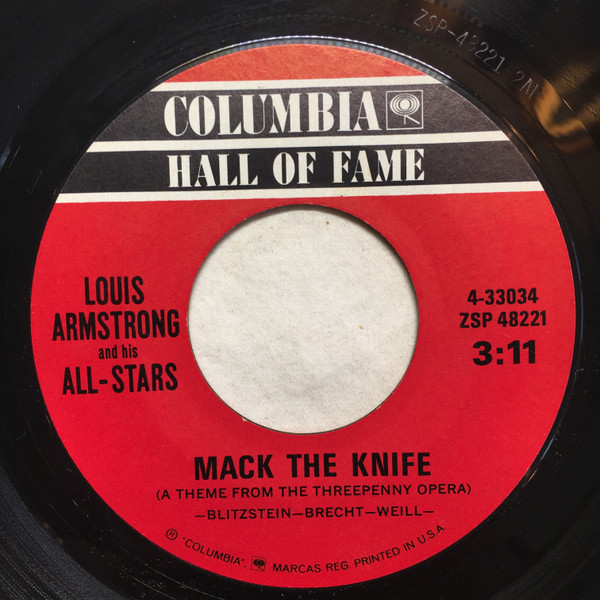 COLUMBIA
HALL OF FAME
LOUIS
ARMSTRONG
and his
ALL-STARS
4-33034
ZSP 48221
3:11
MACK THE KNIFE
(A THEME FROM THE THREEPENNY OPERA)
—BLITZSTEIN—BRECHT—WEILL—
® "COLUMBIA", MARCAS REG. PRINTED IN U.S.A.